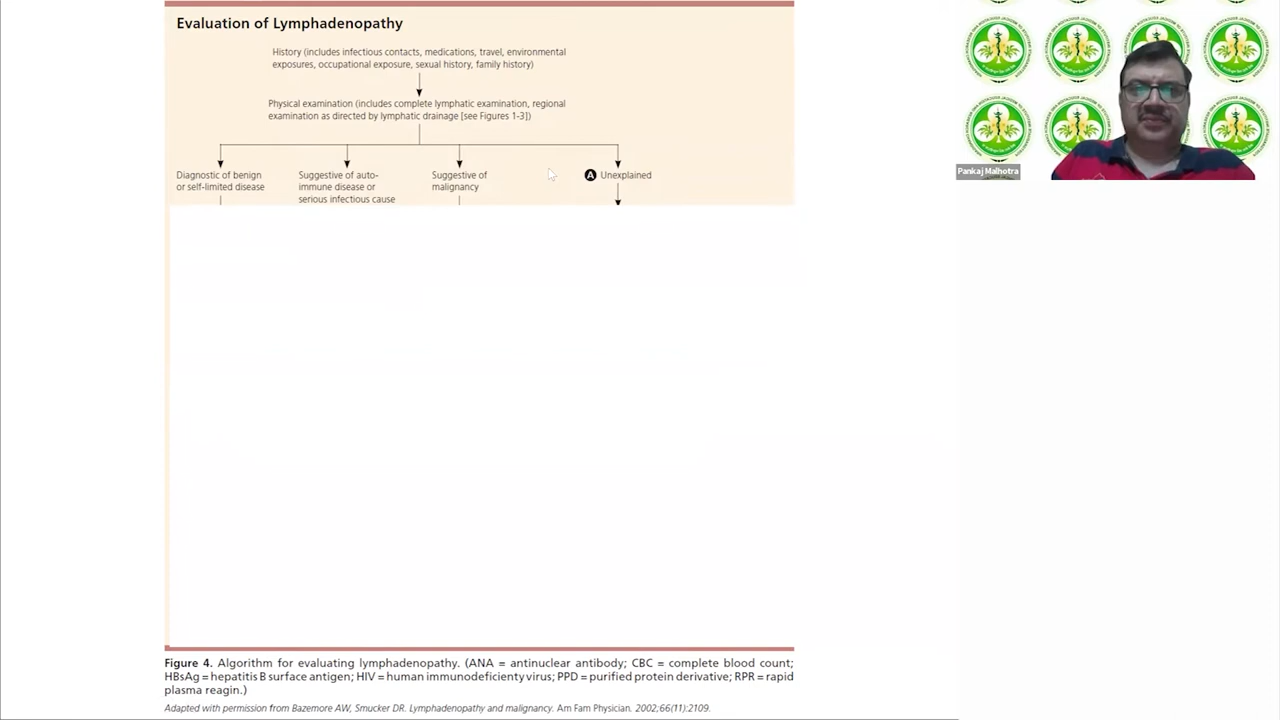 Evaluation of Lymphadenopathy
History (includes infectious contacts, medications, travel, environmental
exposures, occupational exposure, sexual history, family history)
Physical examination (includes complete lymphatic examination, regional
examination as directed by lymphatic drainage [see Figures 1-3])
Diagnostic of benign
or self-limited disease
Suggestive of auto-
immune disease or
serious infectious cause
Suggestive of
malignancy
A Unexplained
Figure 4. Algorithm for evaluating lymphadenopathy. (ANA = antinuclear antibody; CBC = complete blood count;
HBsAg = hepatitis B surface antigen; HIV = human immunodeficienty virus; PPD = purified protein derivative; RPR = rapid
plasma reagin.)
Adapted with permission from Bazemore AW, Smucker DR. Lymphadenopathy and malignancy. Am Fam Physician. 2002;66(11):2109.
Pankaj Malhotra